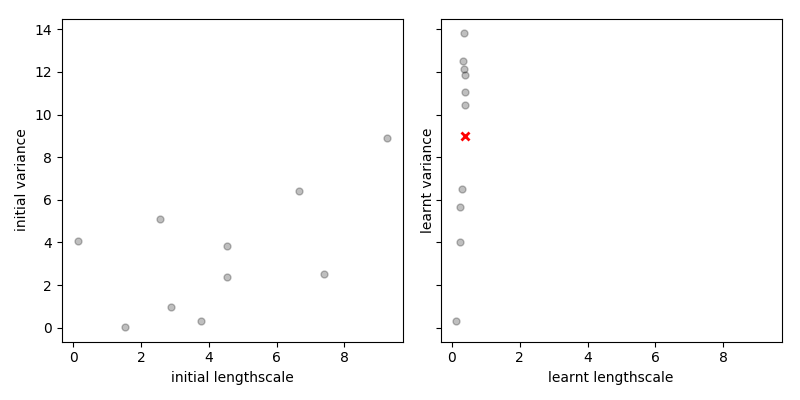 14
12
10
8
6
4
2
0
initial variance
0 2 4 6 8
initial lengthscale
learnt variance
0 2 4 6 8
learnt lengthscale